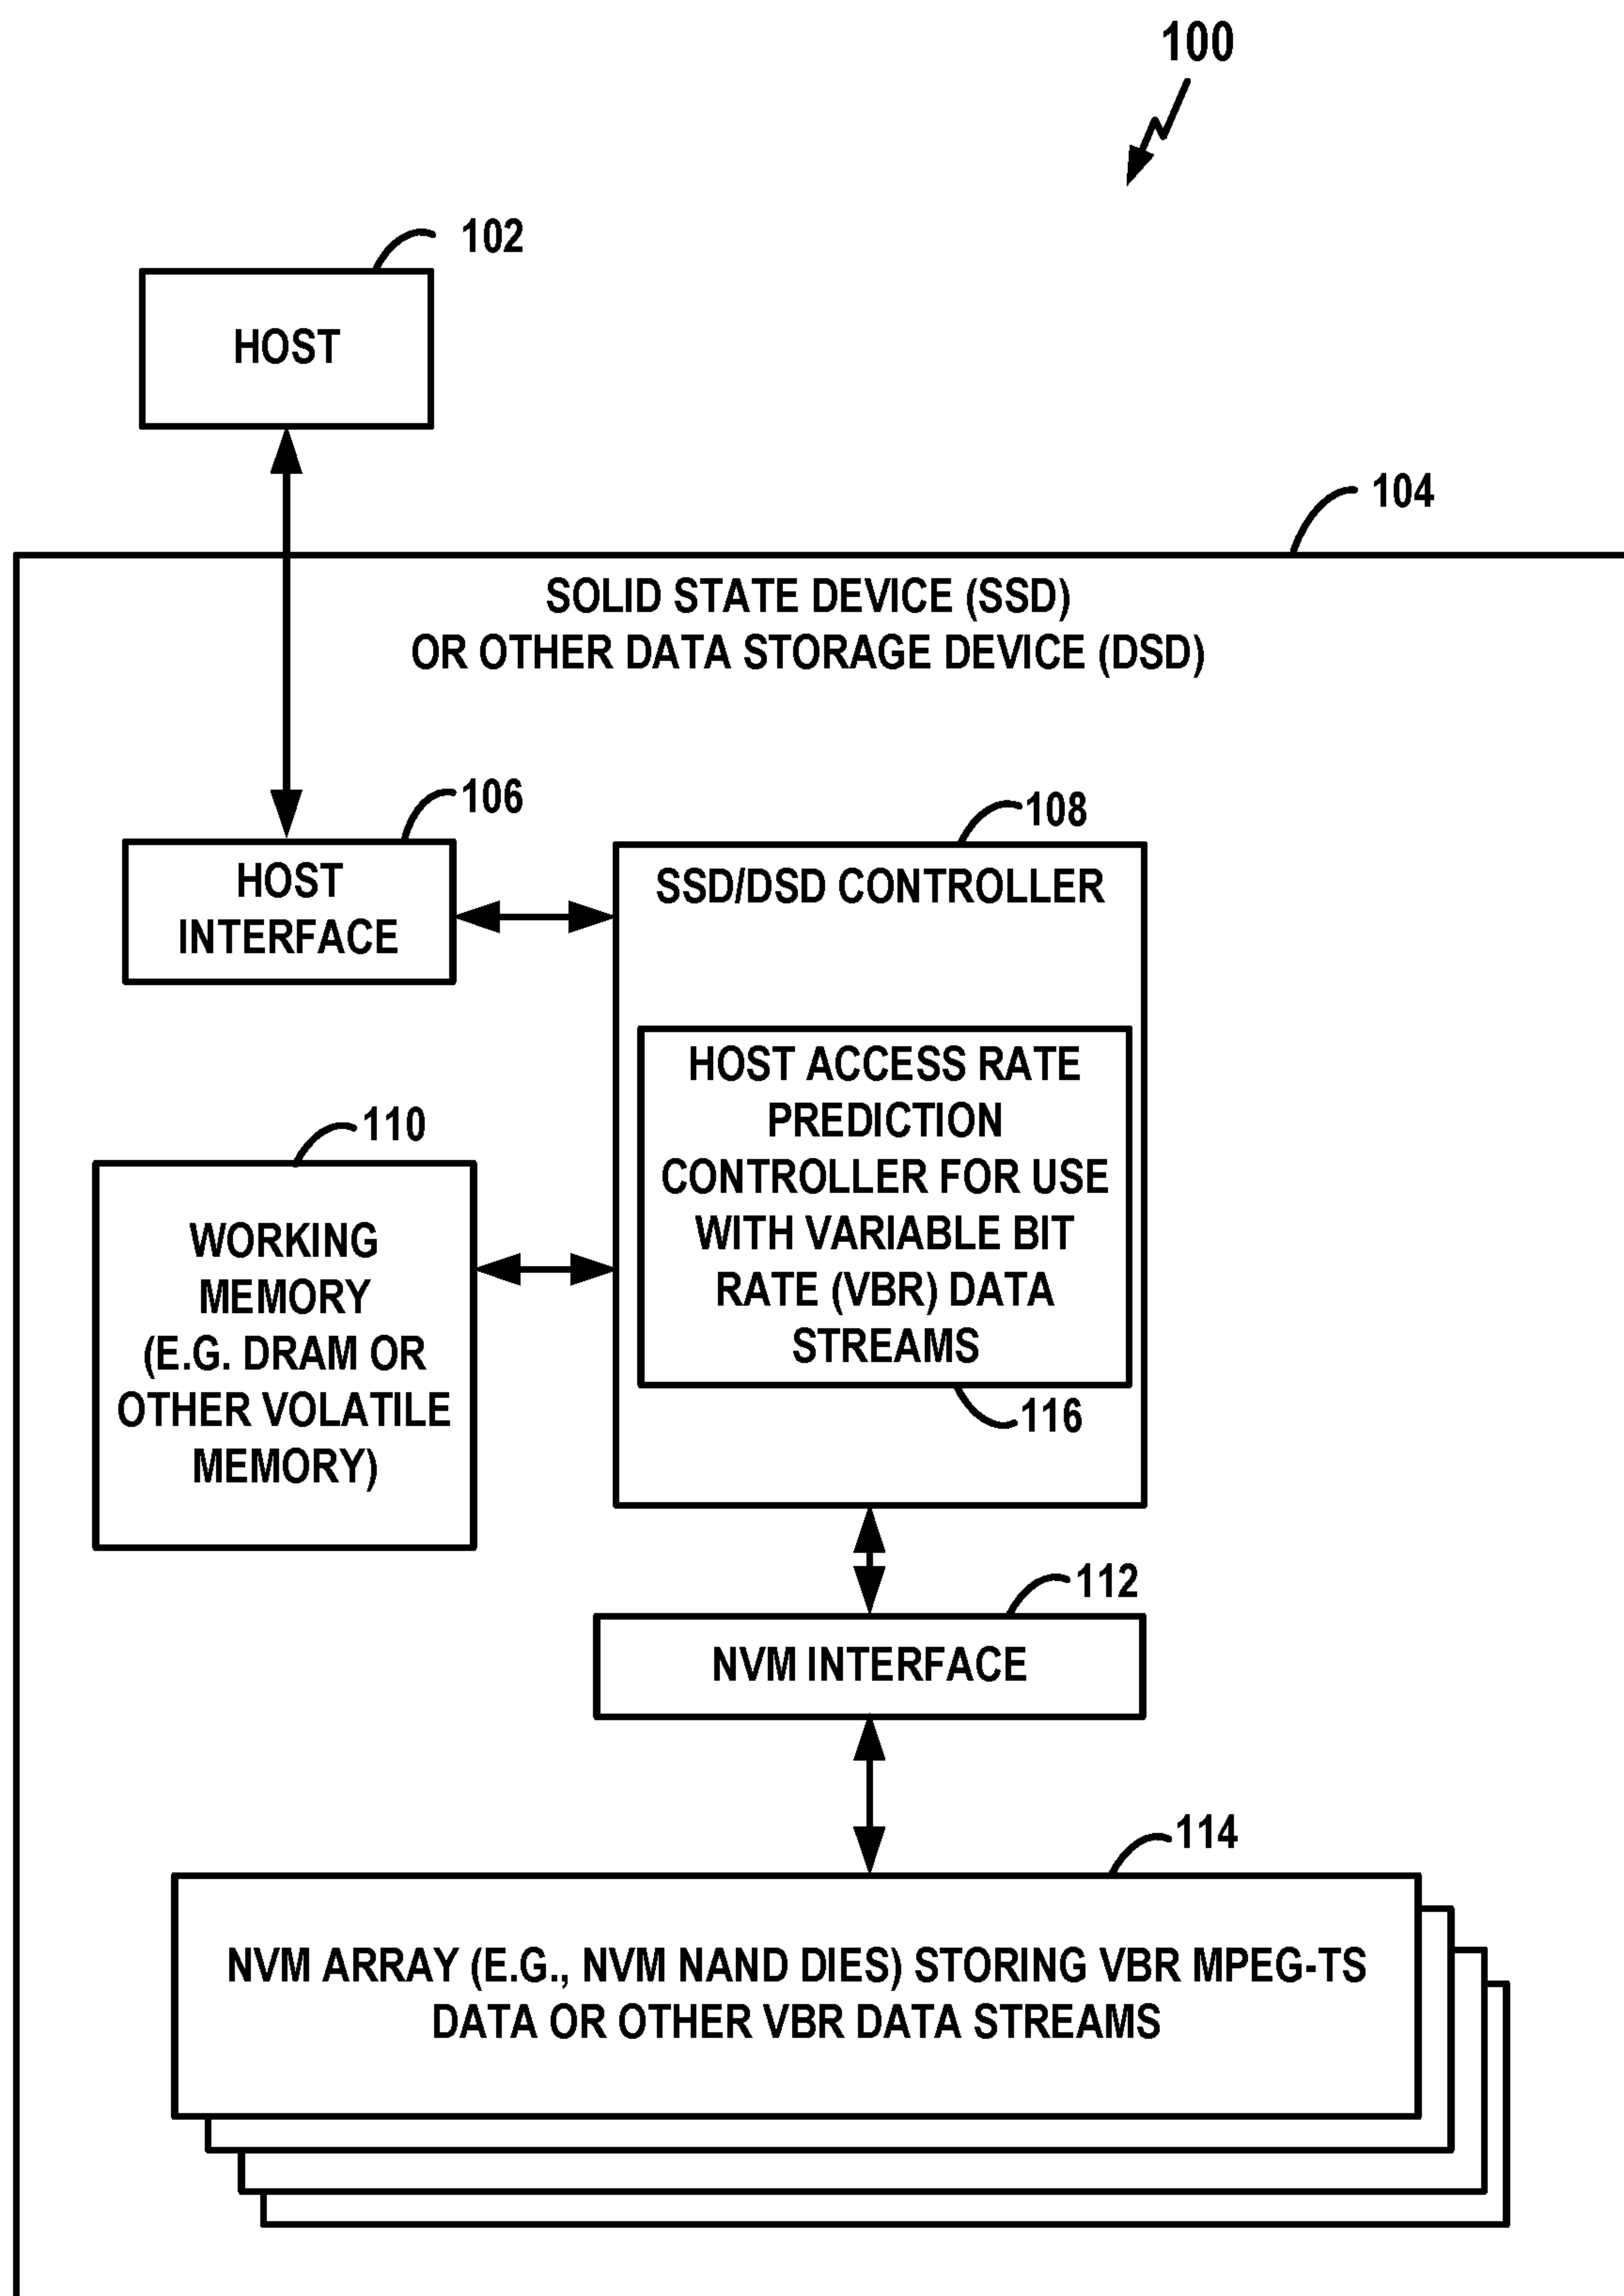 100
102
HOST
104
SOLID STATE DEVICE (SSD)
OR OTHER DATA STORAGE DEVICE (DSD)
106
HOST
INTERFACE
108
SSD/DSD CONTROLLER
HOST ACCESS RATE
PREDICTION
CONTROLLER FOR USE
WITH VARIABLE BIT
RATE (VBR) DATA
STREAMS
116
110
WORKING
MEMORY
(E.G. DRAM OR
OTHER VOLATILE
MEMORY)
112
NVM INTERFACE
114
NVM ARRAY (E.G., NVM NAND DIES) STORING VBR MPEG-TS
DATA OR OTHER VBR DATA STREAMS